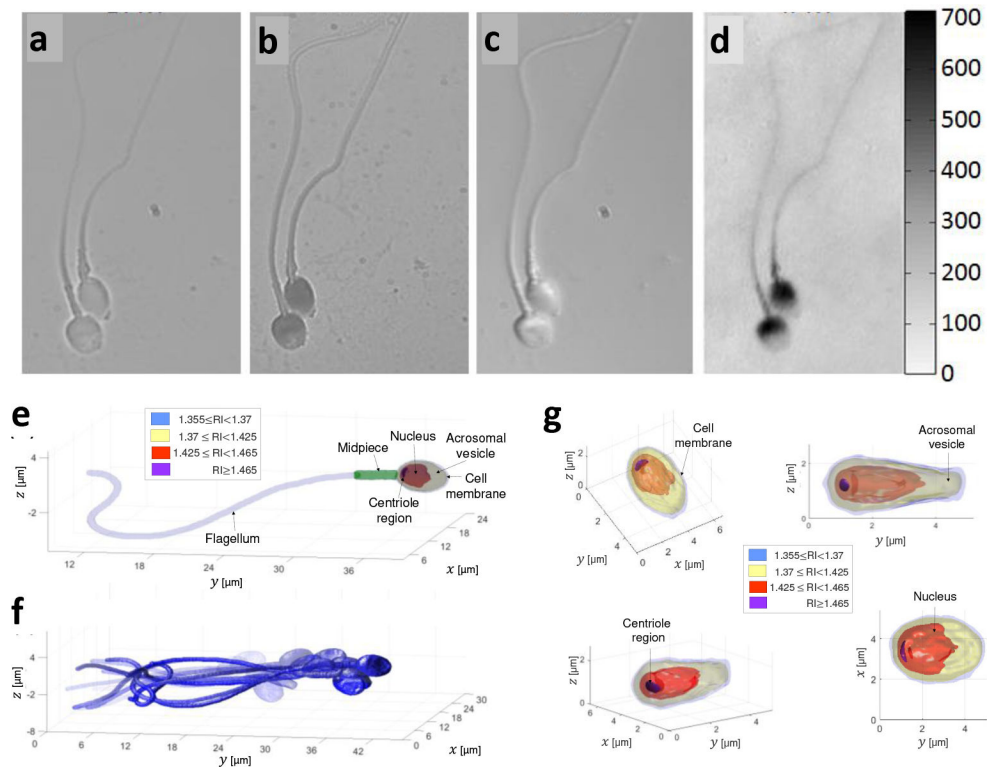 a
b
c
d
700
600
500
400
300
200
100
0
e
1.355≤RI<1.37
1.37 ≤ RI<1.425
1.425 ≤ RI<1.465
RI≥1.465
Midpiece
Nucleus
Acrosomal
vesicle
Cell
membrane
Centriole
region
Flagellum
z [µm]
4
-2
12
18
24
30
36
y [µm]
6
12
18
24
x [µm]
f
z [µm]
4
-2
-8
0
6
12
18
24
30
36
42
y [µm]
0
6
12
18
24
30
x [µm]
g
Cell
membrane
z [µm]
2
0
0
2
4
y [µm]
0
2
4
6
x [µm]
Acrosomal
vesicle
z [µm]
2
0
0
2
4
y [µm]
1.355≤RI<1.37
1.37 ≤ RI<1.425
1.425 ≤ RI<1.465
RI≥1.465
Centriole
region
z [µm]
2
0
6
4
2
0
x [µm]
0
2
4
y [µm]
Nucleus
x [µm]
4
2
0
0
2
4
y [µm]